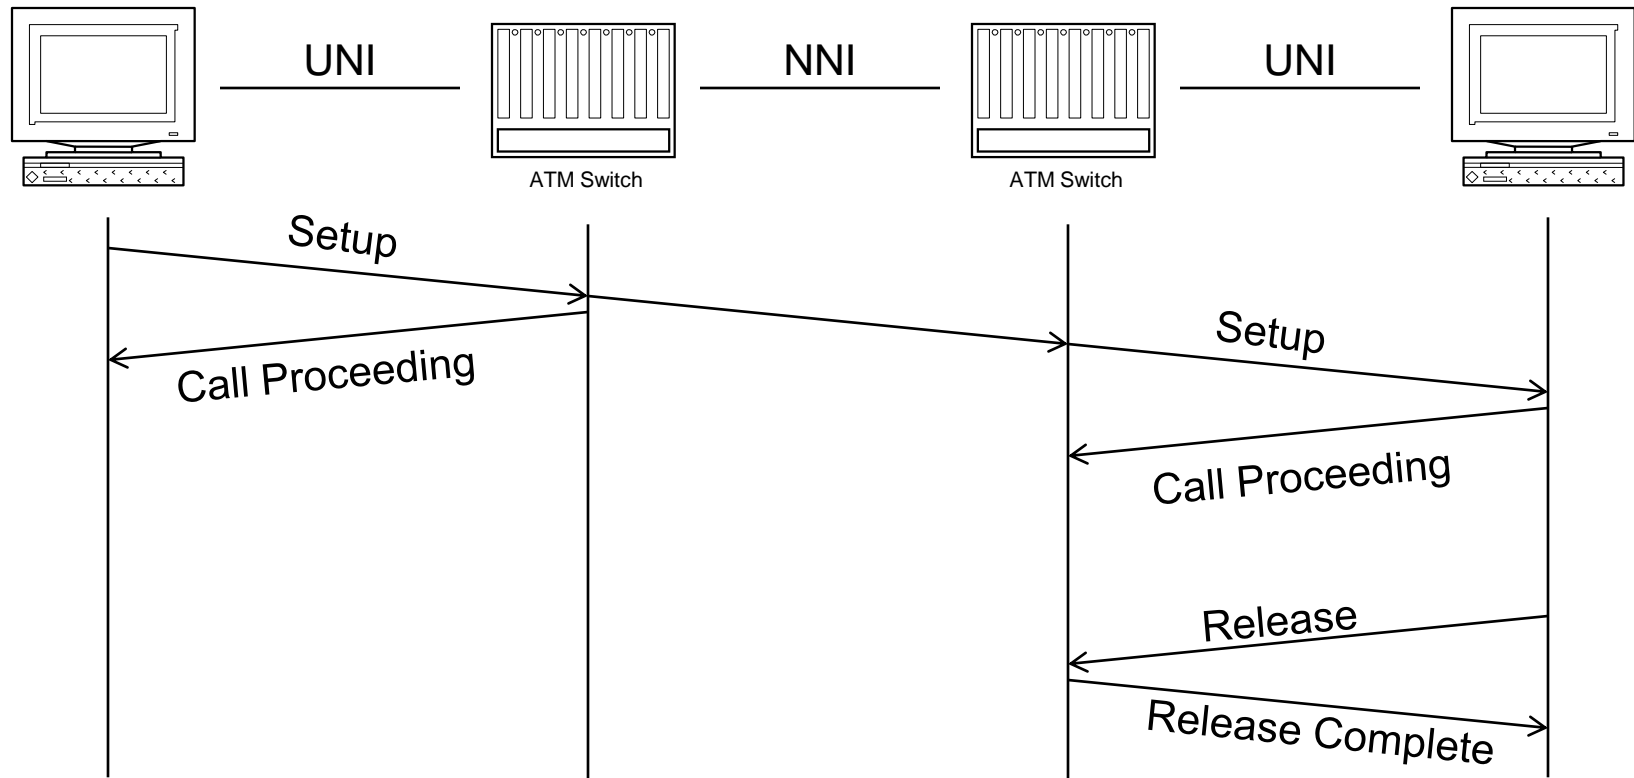 UNI
NNI
UNI
ATM Switch
ATM Switch
Setup
Setup
Call Proceeding
Call Proceeding
Release
Release Complete